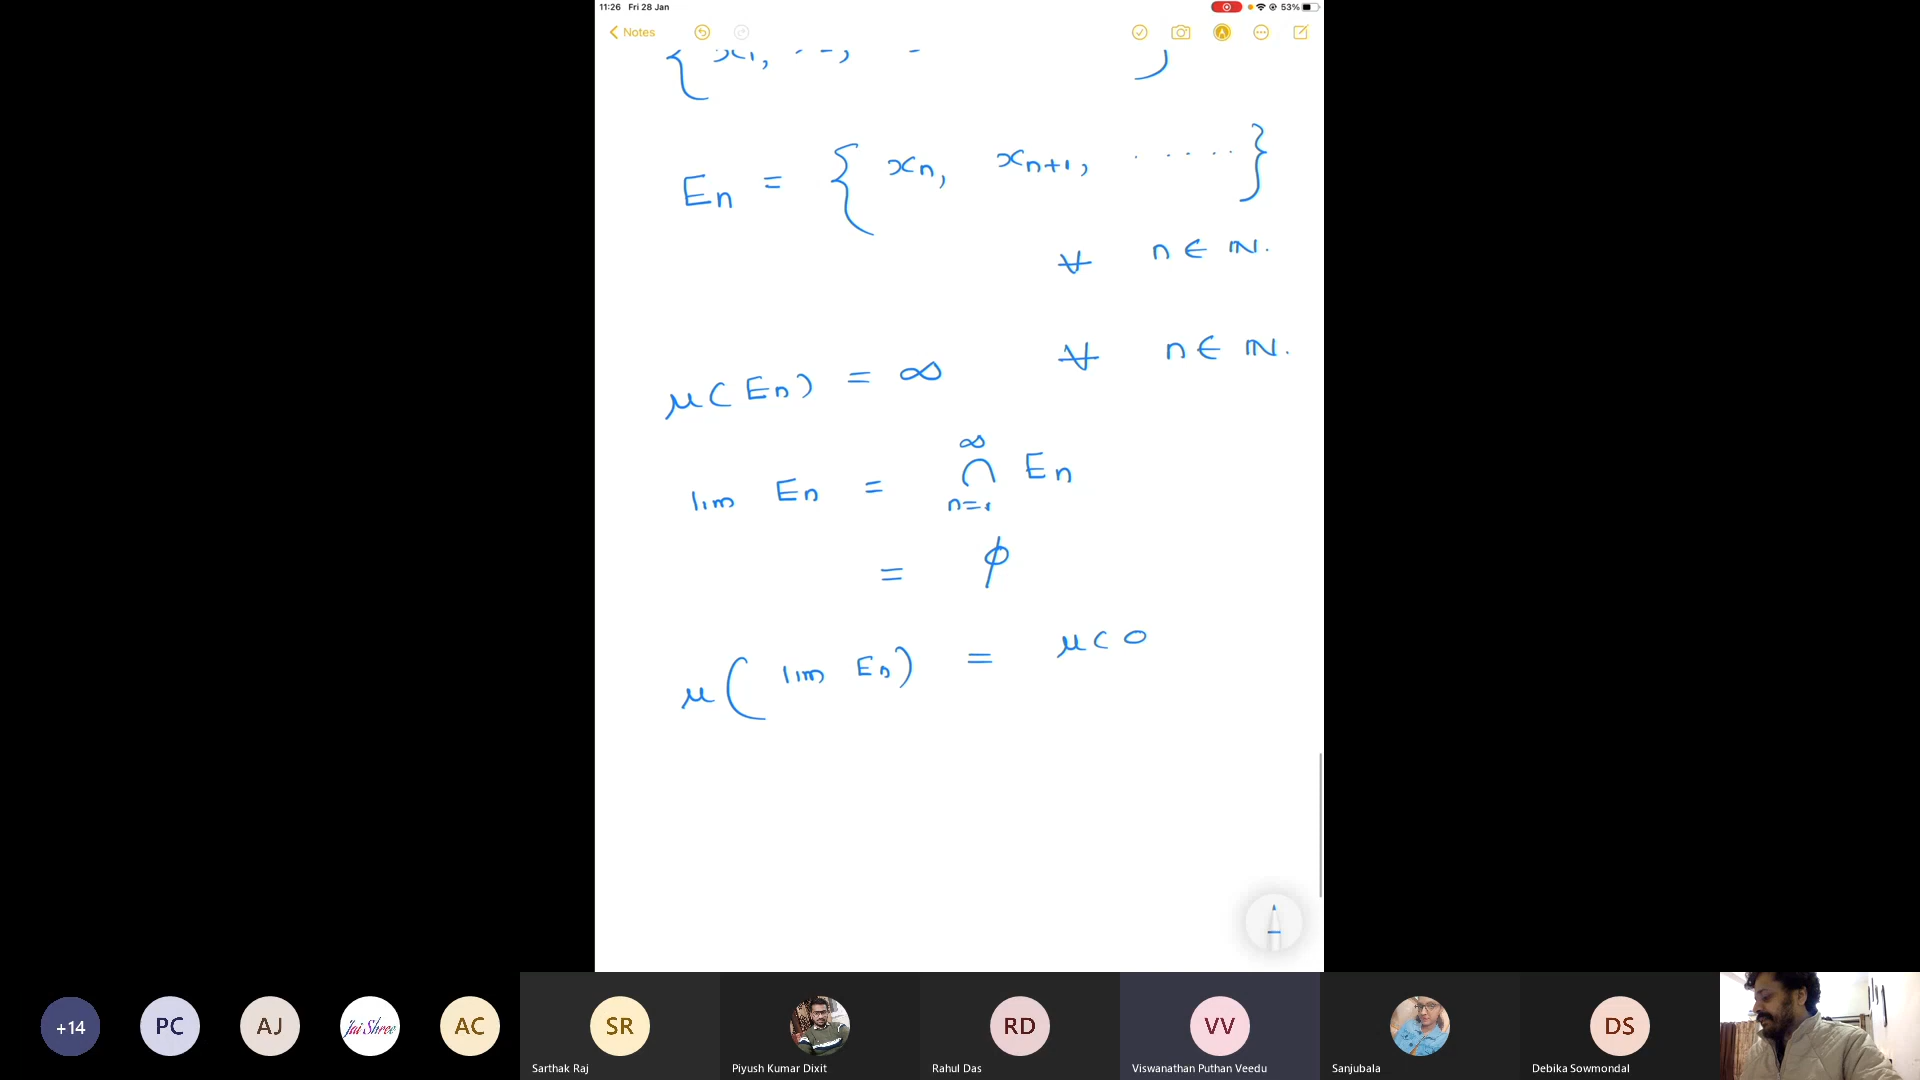 11:26 Fri 28 Jan 53%
Notes
{ x₁, .. , -
Eₙ = { xₙ, xₙ₊₁, ..... }
∀ n ∈ ℕ.
μ(Eₙ) = ∞ ∀ n ∈ ℕ.
lim Eₙ = ∞ ∩ n=1 Eₙ
= φ
μ( lim Eₙ) = μ( 0
+14 PC AJ Jai Shree AC SR RD VV DS
Sarthak Raj Piyush Kumar Dixit Rahul Das Viswanathan Puthan Veedu Sanjubala Debika Sowmondal